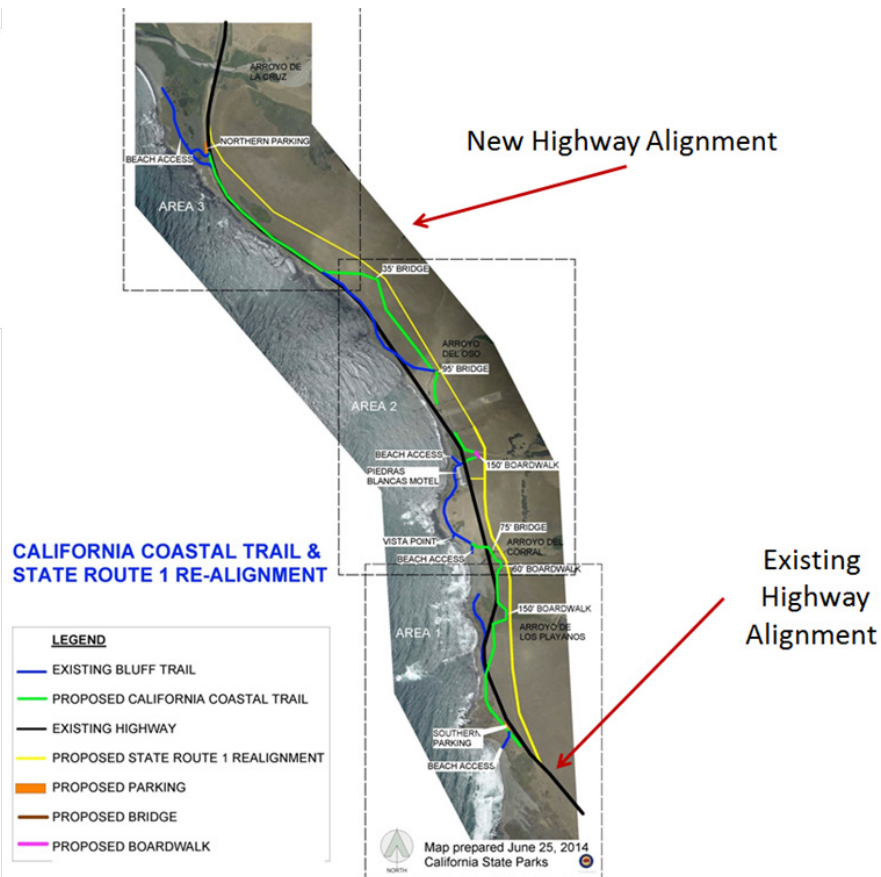 ARROYO DE
LA CRUZ
NORTHERN PARKING
BEACH ACCESS
AREA 3
New Highway Alignment
35' BRIDGE
ARROYO
DEL OSO
95' BRIDGE
AREA 2
BEACH ACCESS
150' BOARDWALK
PIEDRAS
BLANCAS MOTEL
75' BRIDGE
VISTA POINT
ARROYO DEL
CORRAL
BEACH ACCESS
60' BOARDWALK
CALIFORNIA COASTAL TRAIL &
STATE ROUTE 1 RE-ALIGNMENT
Existing
Highway
Alignment
150' BOARDWALK
ARROYO DE
LOS PLAYANOS
AREA 1
LEGEND
EXISTING BLUFF TRAIL
PROPOSED CALIFORNIA COASTAL TRAIL
EXISTING HIGHWAY
PROPOSED STATE ROUTE 1 REALIGNMENT
PROPOSED PARKING
PROPOSED BRIDGE
PROPOSED BOARDWALK
SOUTHERN
PARKING
BEACH ACCESS
NORTH
Map prepared June 25, 2014
California State Parks